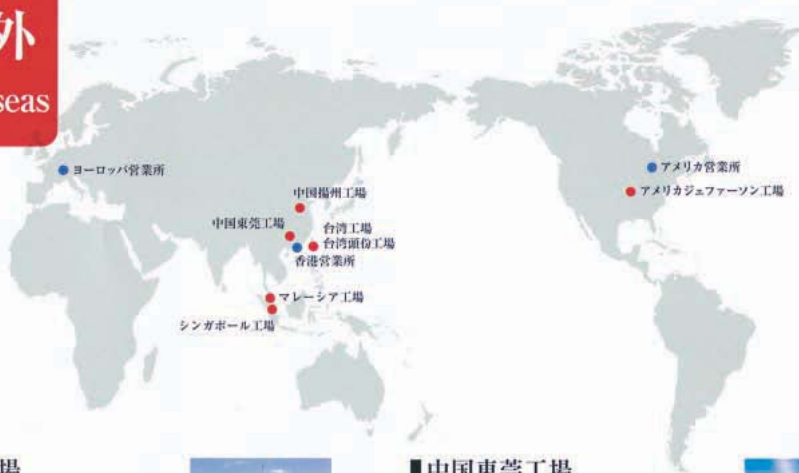 外
seas
ヨーロッパ営業所
アメリカ営業所
アメリカジェファーソン工場
中国揚州工場
中国東莞工場
台湾工場
台湾頭份工場
香港営業所
マレーシア工場
シンガポール工場
場
中国東莞工場